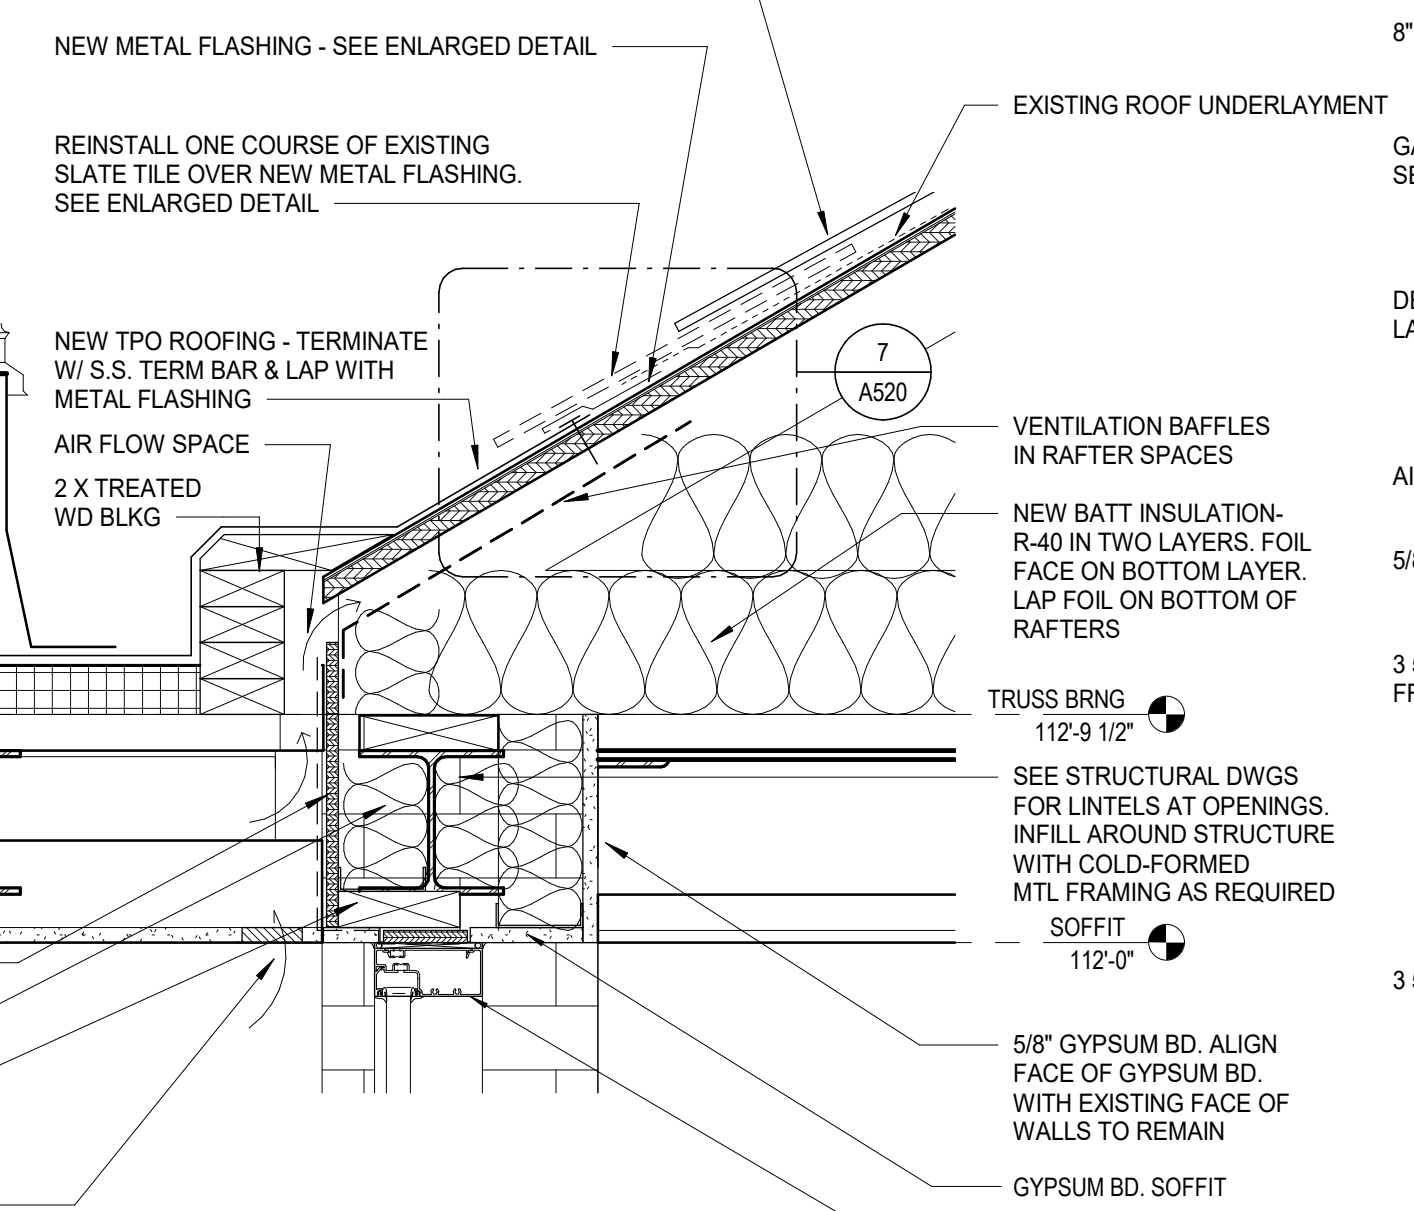 NEW METAL FLASHING - SEE ENLARGED DETAIL
REINSTALL ONE COURSE OF EXISTING
SLATE TILE OVER NEW METAL FLASHING.
SEE ENLARGED DETAIL
NEW TPO ROOFING - TERMINATE
W/ S.S. TERM BAR & LAP WITH
METAL FLASHING
AIR FLOW SPACE
2 X TREATED
WD BLKG
7
A520
EXISTING ROOF UNDERLAYMENT
VENTILATION BAFFLES
IN RAFTER SPACES
NEW BATT INSULATION-
R-40 IN TWO LAYERS. FOIL
FACE ON BOTTOM LAYER.
LAP FOIL ON BOTTOM OF
RAFTERS
TRUSS BRNG
112'-9 1/2"
SEE STRUCTURAL DWGS
FOR LINTELS AT OPENINGS.
INFILL AROUND STRUCTURE
WITH COLD-FORMED
MTL FRAMING AS REQUIRED
SOFFIT
112'-0"
5/8" GYPSUM BD. ALIGN
FACE OF GYPSUM BD.
WITH EXISTING FACE OF
WALLS TO REMAIN
GYPSUM BD. SOFFIT
8"